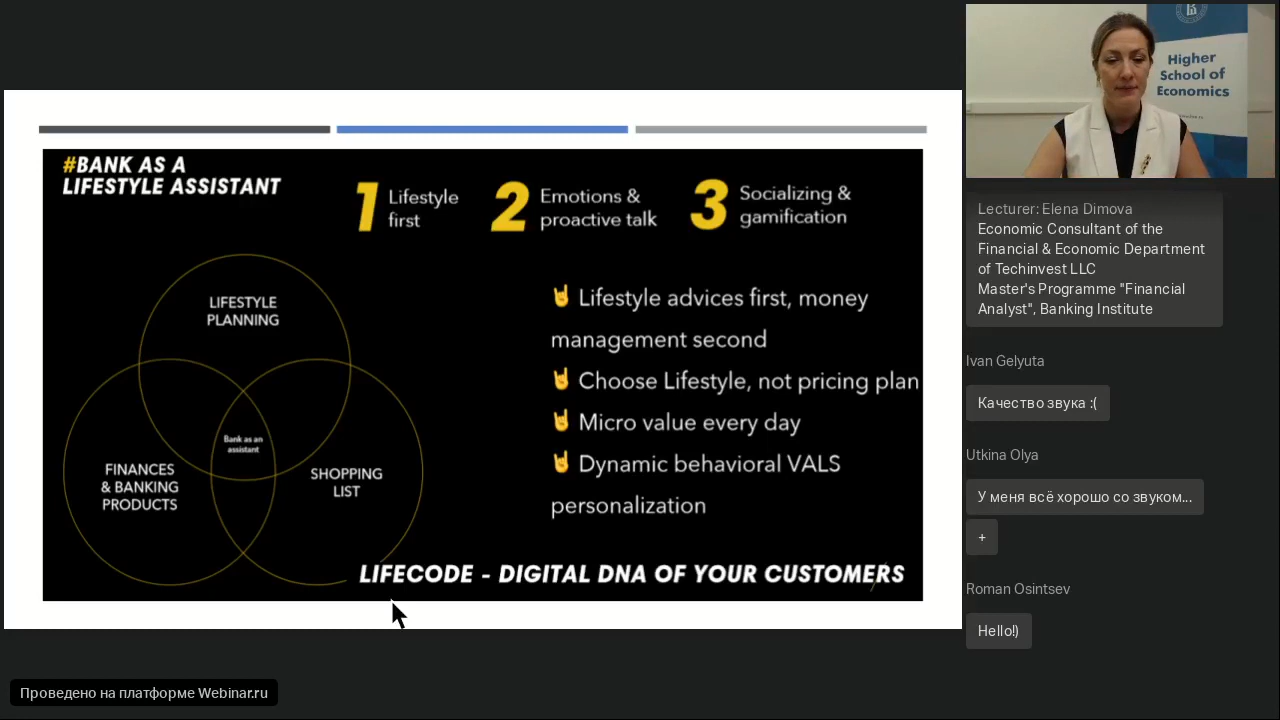 #BANK AS A
LIFESTYLE ASSISTANT
1 Lifestyle
first
2 Emotions &
proactive talk
3 Socializing &
gamification
LIFESTYLE
PLANNING
Bank as an
assistant
FINANCES
& BANKING
PRODUCTS
SHOPPING
LIST
🤘 Lifestyle advices first, money
management second
🤘 Choose Lifestyle, not pricing plan
🤘 Micro value every day
🤘 Dynamic behavioral VALS
personalization
LIFECODE - DIGITAL DNA OF YOUR CUSTOMERS
Higher
School of
Economics
Lecturer: Elena Dimova
Economic Consultant of the
Financial & Economic Department
of Techinvest LLC
Master's Programme "Financial
Analyst", Banking Institute
Ivan Gelyuta
Качество звука :(
Utkina Olya
У меня всё хорошо со звуком...
+
Roman Osintsev
Hello!)
Проведено на платформе Webinar.ru